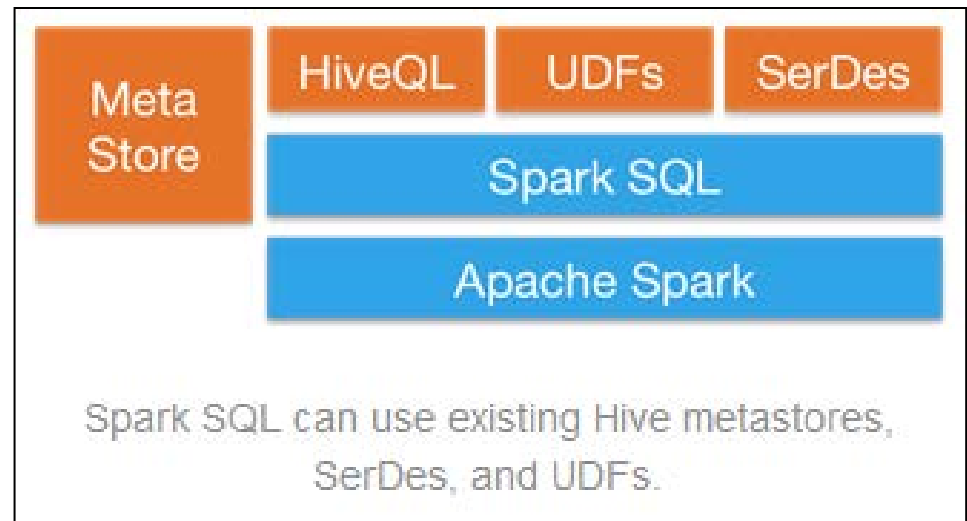 Meta
Store
HiveQL
UDFs
SerDes
Spark SQL
Apache Spark
Spark SQL can use existing Hive metastores,
SerDes, and UDFs.